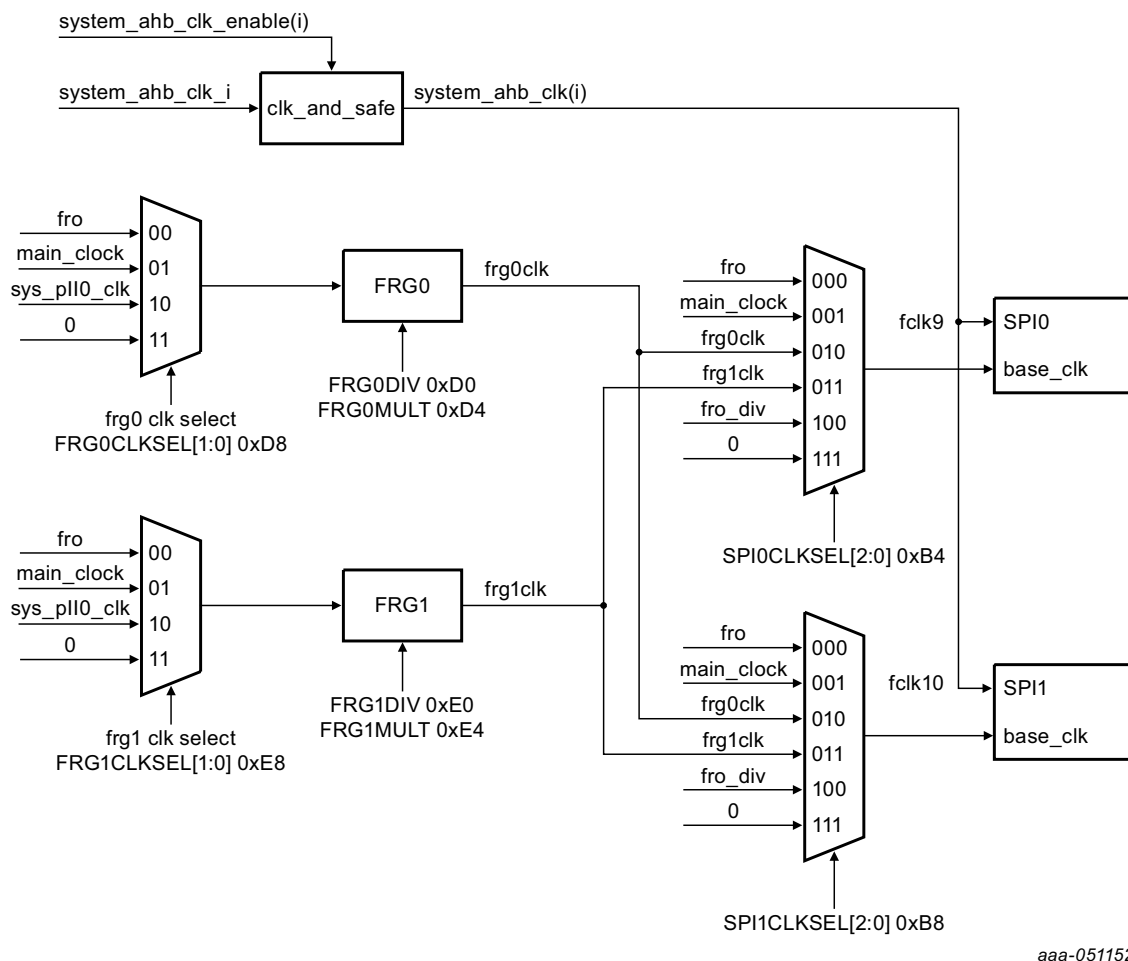 system_ahb_clk_enable(i)
system_ahb_clk_i
clk_and_safe
system_ahb_clk(i)
fro
00
main_clock
01
sys_pll0_clk
10
0
11
frg0 clk select
FRG0CLKSEL[1:0] 0xD8
FRG0
frg0clk
FRG0DIV 0xD0
FRG0MULT 0xD4
fro
000
main_clock
001
frg0clk
010
frg1clk
011
fro_div
100
0
111
SPI0CLKSEL[2:0] 0xB4
fclk9
SPI0
base_clk
fro
00
main_clock
01
sys_pll0_clk
10
0
11
frg1 clk select
FRG1CLKSEL[1:0] 0xE8
FRG1
frg1clk
FRG1DIV 0xE0
FRG1MULT 0xE4
fro
000
main_clock
001
frg0clk
010
frg1clk
011
fro_div
100
0
111
SPI1CLKSEL[2:0] 0xB8
fclk10
SPI1
base_clk
aaa-051152